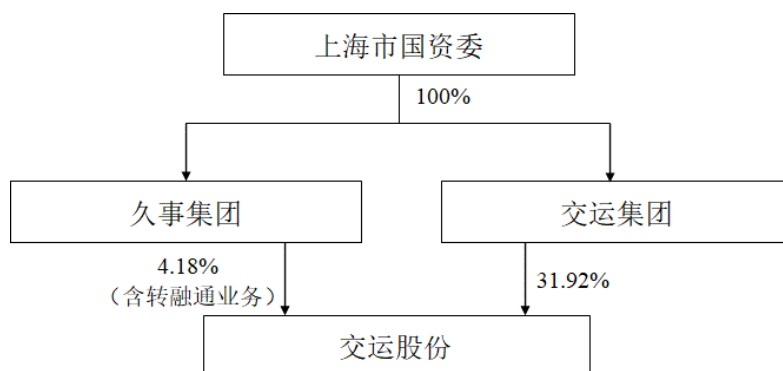 上海市国资委
100%
久事集团
交运集团
4.18%
（含转融通业务）
31.92%
交运股份